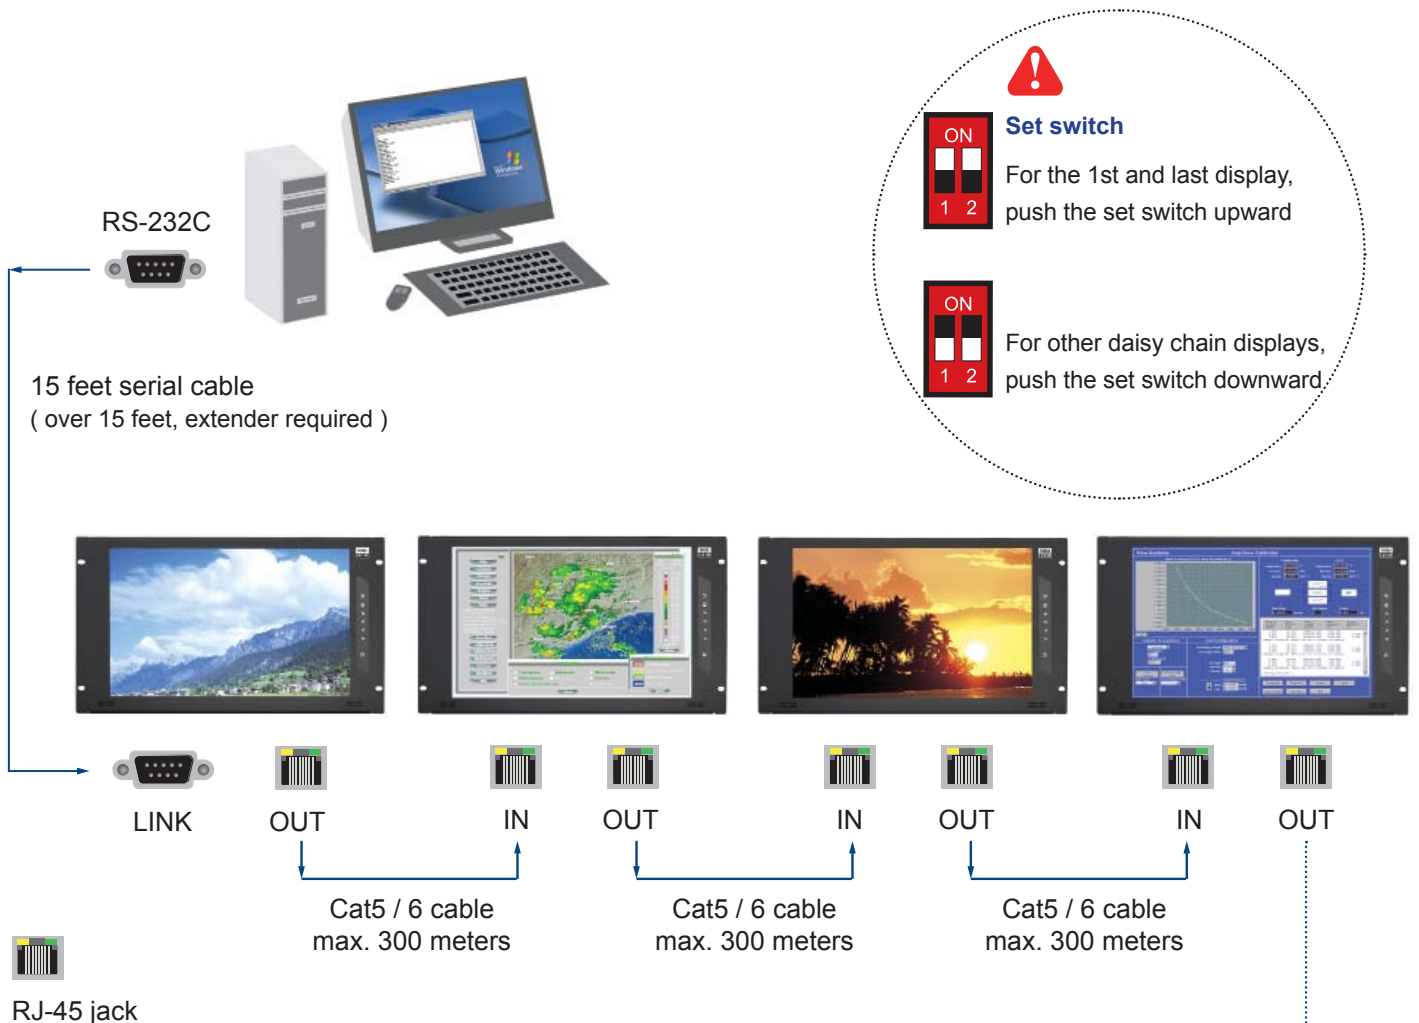 RS-232C
15 feet serial cable
( over 15 feet, extender required )
Windows
ON
1 2
Set switch
For the 1st and last display,
push the set switch upward
ON
1 2
For other daisy chain displays,
push the set switch downward.
LINK
OUT
IN
OUT
IN
OUT
IN
OUT
Cat5 / 6 cable
max. 300 meters
Cat5 / 6 cable
max. 300 meters
Cat5 / 6 cable
max. 300 meters
RJ-45 jack